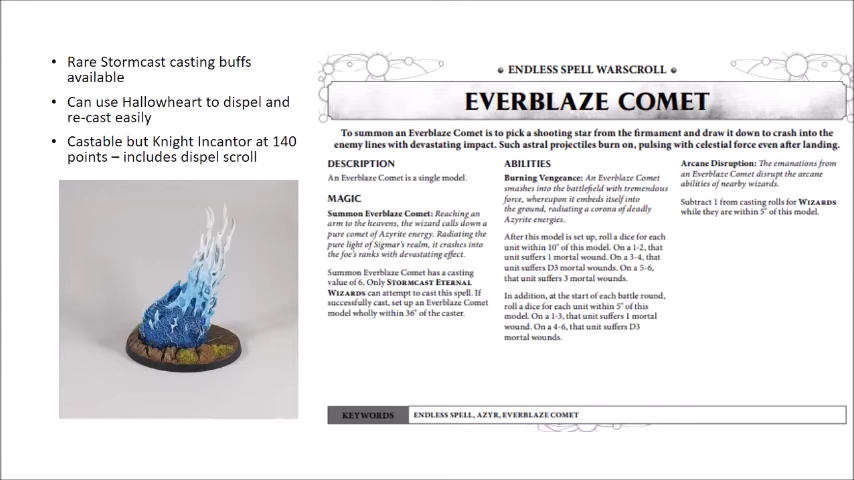 • Rare Stormcast casting buffs
available
• Can use Hallowheart to dispel and
re-cast easily
• Castable but Knight Incantor at 140
points – includes dispel scroll
ENDLESS SPELL WARSCROLL
EVERBLAZE COMET
To summon an Everblaze Comet is to pick a shooting star from the firmament and draw it down to crash into the
enemy lines with devastating impact. Such astral projectiles burn on, pulsing with celestial force even after landing.
DESCRIPTION
An Everblaze Comet is a single model.
MAGIC
Summon Everblaze Comet: Reaching an
arm to the heavens, the wizard calls down a
pure comet of Azyrite energy. Radiating the
pure light of Sigmar's realm, it crashes into
the foe's ranks with devastating effect.
Summon Everblaze Comet has a casting
value of 6. Only STORMCAST ETERNAL
WIZARDS can attempt to cast this spell. If
successfully cast, set up an Everblaze Comet
model wholly within 36" of the caster.
ABILITIES
Burning Vengeance: An Everblaze Comet
smashes into the battlefield with tremendous
force, whereupon it embeds itself into
the ground, radiating a corona of deadly
Azyrite energies.
After this model is set up, roll a dice for each
unit within 10" of this model. On a 1-2, that
unit suffers 1 mortal wound. On a 3-4, that
unit suffers D3 mortal wounds. On a 5-6,
that unit suffers 3 mortal wounds.
In addition, at the start of each battle round,
roll a dice for each unit within 5" of this
model. On a 1-3, that unit suffers 1 mortal
wound. On a 4-6, that unit suffers D3
mortal wounds.
Arcane Disruption: The emanations from
an Everblaze Comet disrupt the arcane
abilities of nearby wizards.
Subtract 1 from casting rolls for WIZARDS
while they are within 5" of this model.
KEYWORDS ENDLESS SPELL, AZYR, EVERBLAZE COMET